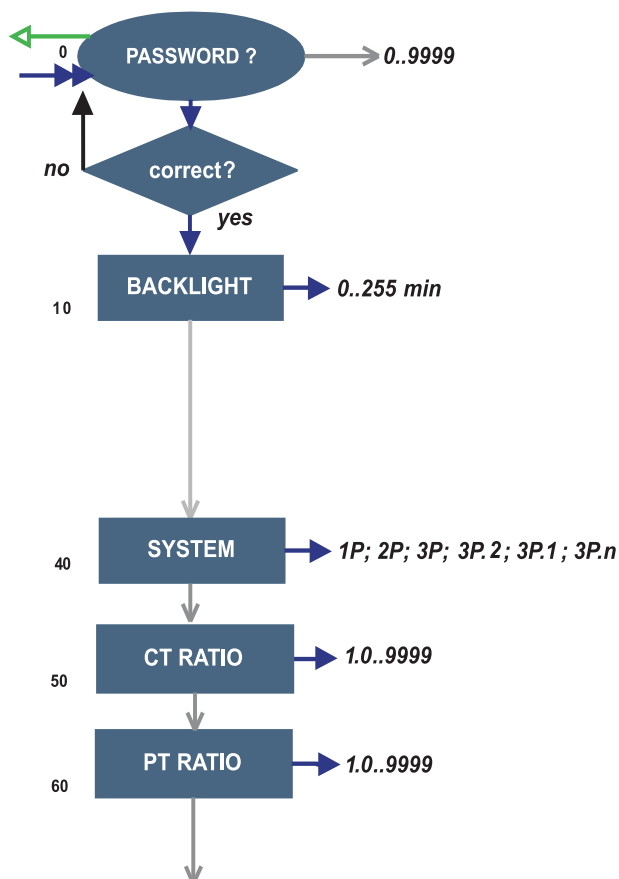 0
PASSWORD ?
0..9999
no
correct?
yes
BACKLIGHT
0..255 min
10
SYSTEM
1P; 2P; 3P; 3P.2; 3P.1; 3P.n
40
CT RATIO
1.0..9999
50
PT RATIO
1.0..9999
60